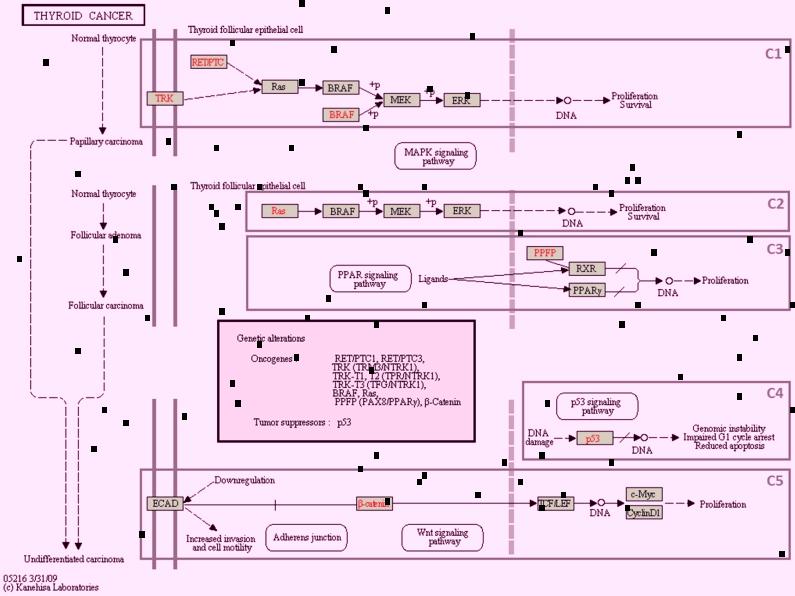 THYROID CANCER
Normal thyrocyte
Papillary carcinoma
Normal thyrocyte
Follicular adenoma
Follicular carcinoma
Undifferentiated carcinoma
Thyroid follicular epithelial cell
C1
RET/PTC
TRK
Ras
BRAF
+p
BRAF
+p
MEK
+p
ERK
DNA
Proliferation
Survival
MAPK signaling
pathway
Thyroid follicular epithelial cell
C2
Ras
BRAF
+p
MEK
+p
ERK
DNA
Proliferation
Survival
C3
PPAR signaling
pathway
Ligands
PPFP
RXR
PPARγ
DNA
Proliferation
Genetic alterations
Oncogenes
RET/PTC1, RET/PTC3,
TRK (TRM3/NTRK1),
TRK-T1, T2 (TPR/NTRK1),
TRK-T3 (TFG/NTRK1),
BRAF, Ras,
PPFP (PAX8/PPARγ), β-Catenin
Tumor suppressors : p53
C4
p53 signaling
pathway
DNA
damage
p53
DNA
Genomic instability
Impaired G1 cycle arrest
Reduced apoptosis
C5
Downregulation
ECAD
Increased invasion
and cell motility
Adherens junction
β-catenin
Wnt signaling
pathway
TCF/LEF
DNA
c-Myc
CyclinD1
Proliferation
05216 3/31/09
(c) Kanehisa Laboratories